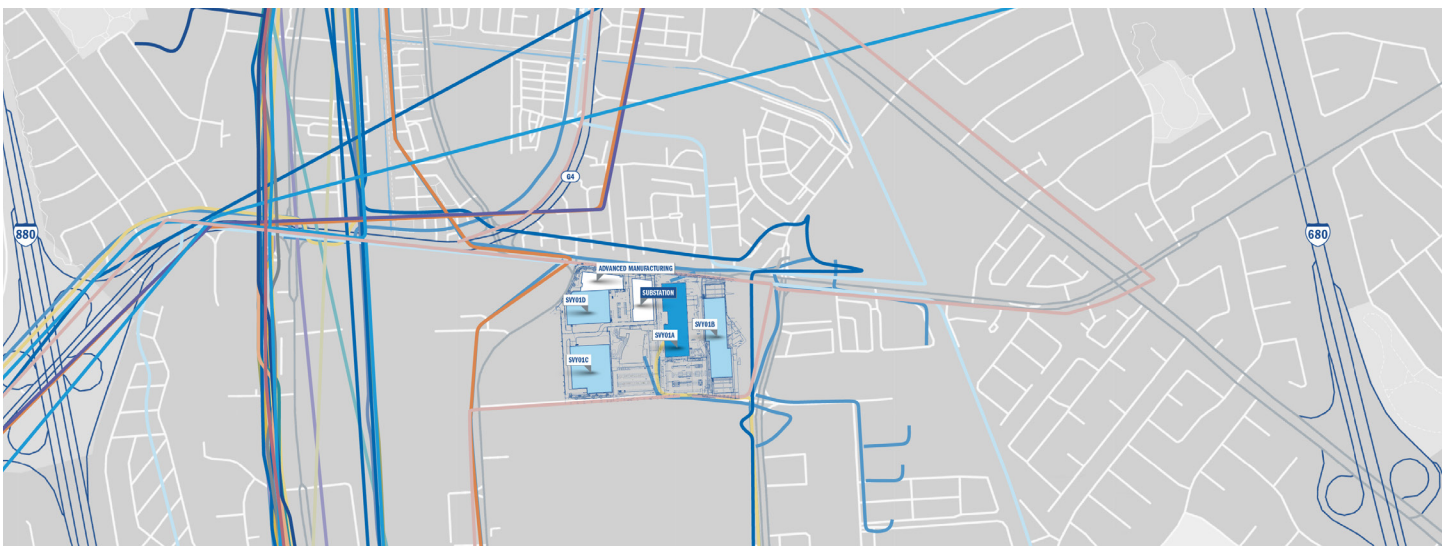 G4
880
680
ADVANCED MANUFACTURING
SUBSTATION
SVY01D
SVY01B
SVY01A
SVY01C